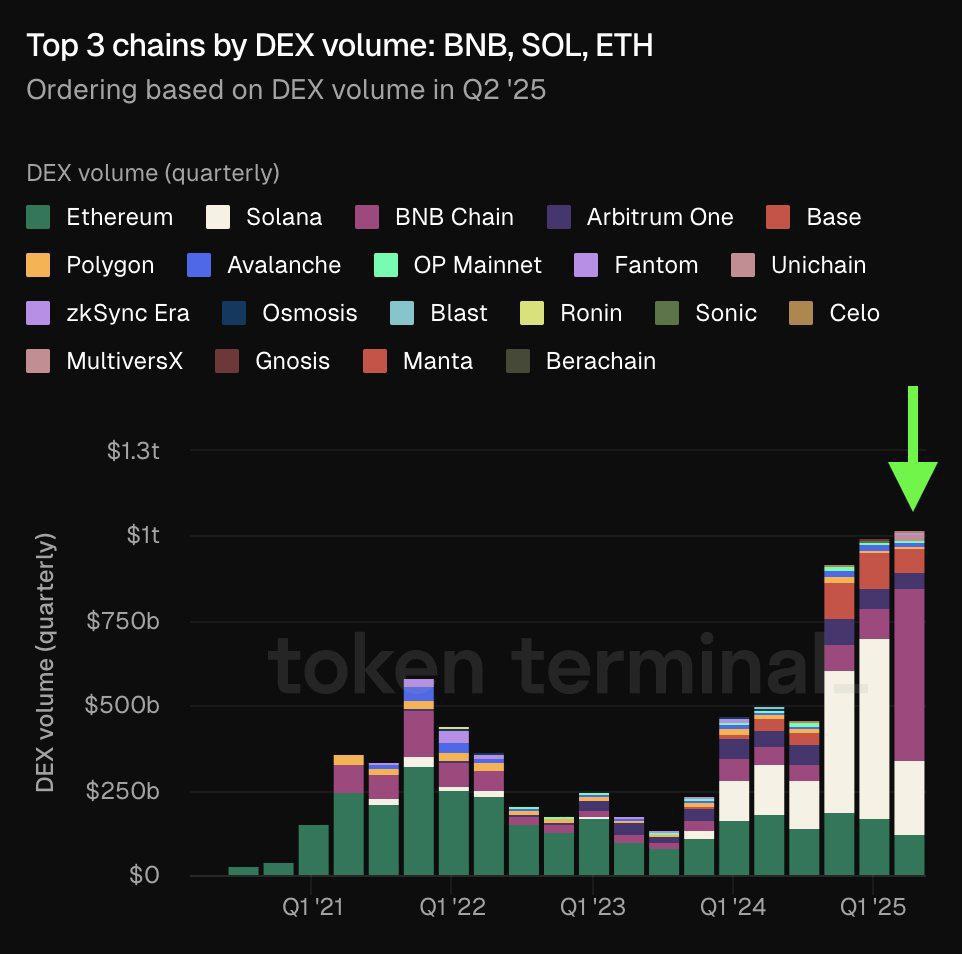 Top 3 chains by DEX volume: BNB, SOL, ETH
Ordering based on DEX volume in Q2 '25
DEX volume (quarterly)
Ethereum Solana BNB Chain Arbitrum One Base
Polygon Avalanche OP Mainnet Fantom Unichain
zkSync Era Osmosis Blast Ronin Sonic Celo
MultiversX Gnosis Manta Berachain
$1.3t
$1t
$750b
$500b
$250b
$0
DEX volume (quarterly)
token terminal_
Q1 '21 Q1 '22 Q1 '23 Q1 '24 Q1 '25